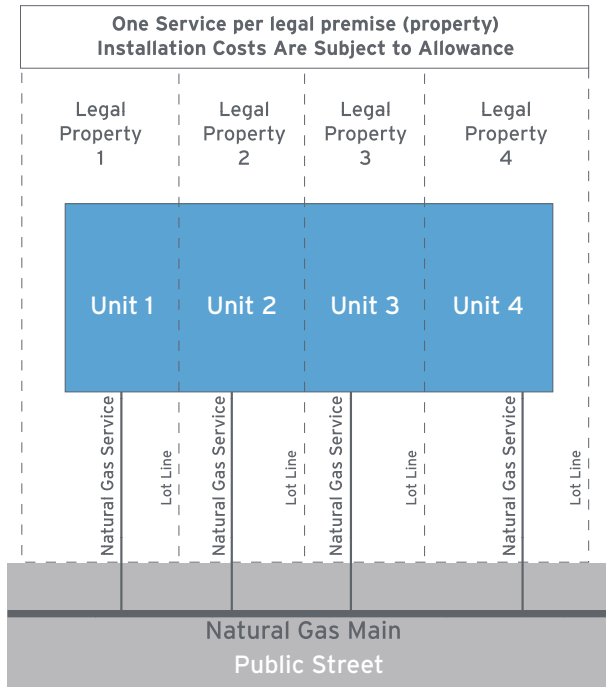 One Service per legal premise (property)
Installation Costs Are Subject to Allowance
Legal
Property
1
Legal
Property
2
Legal
Property
3
Legal
Property
4
Unit 1
Unit 2
Unit 3
Unit 4
Natural Gas Service
Lot Line
Natural Gas Service
Lot Line
Natural Gas Service
Lot Line
Natural Gas Service
Lot Line
Natural Gas Main
Public Street